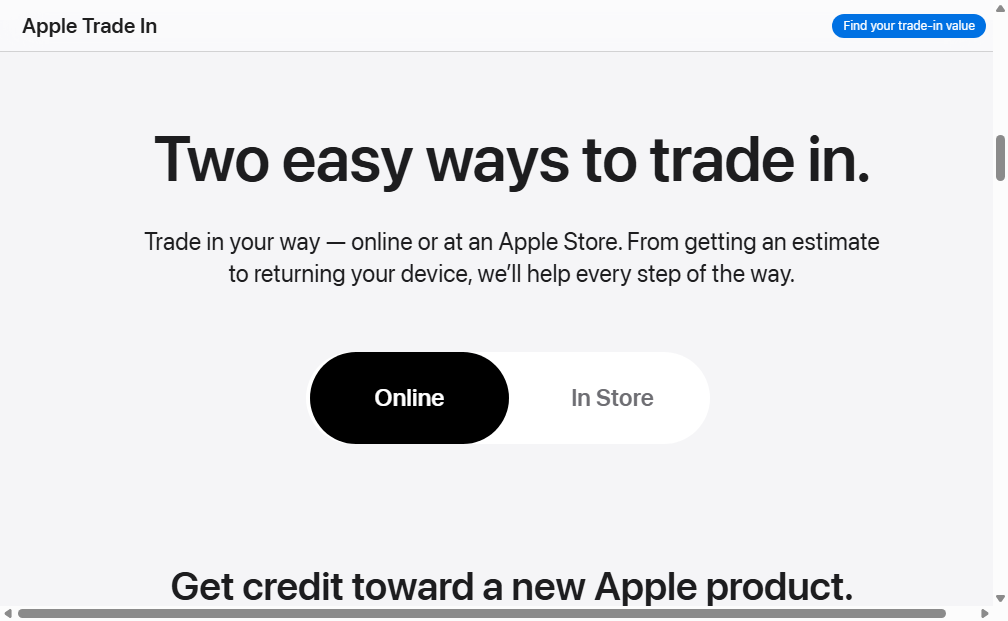 Apple Trade In
Find your trade-in value
Two easy ways to trade in.
Trade in your way — online or at an Apple Store. From getting an estimate
to returning your device, we’ll help every step of the way.
Online
In Store
Get credit toward a new Apple product.